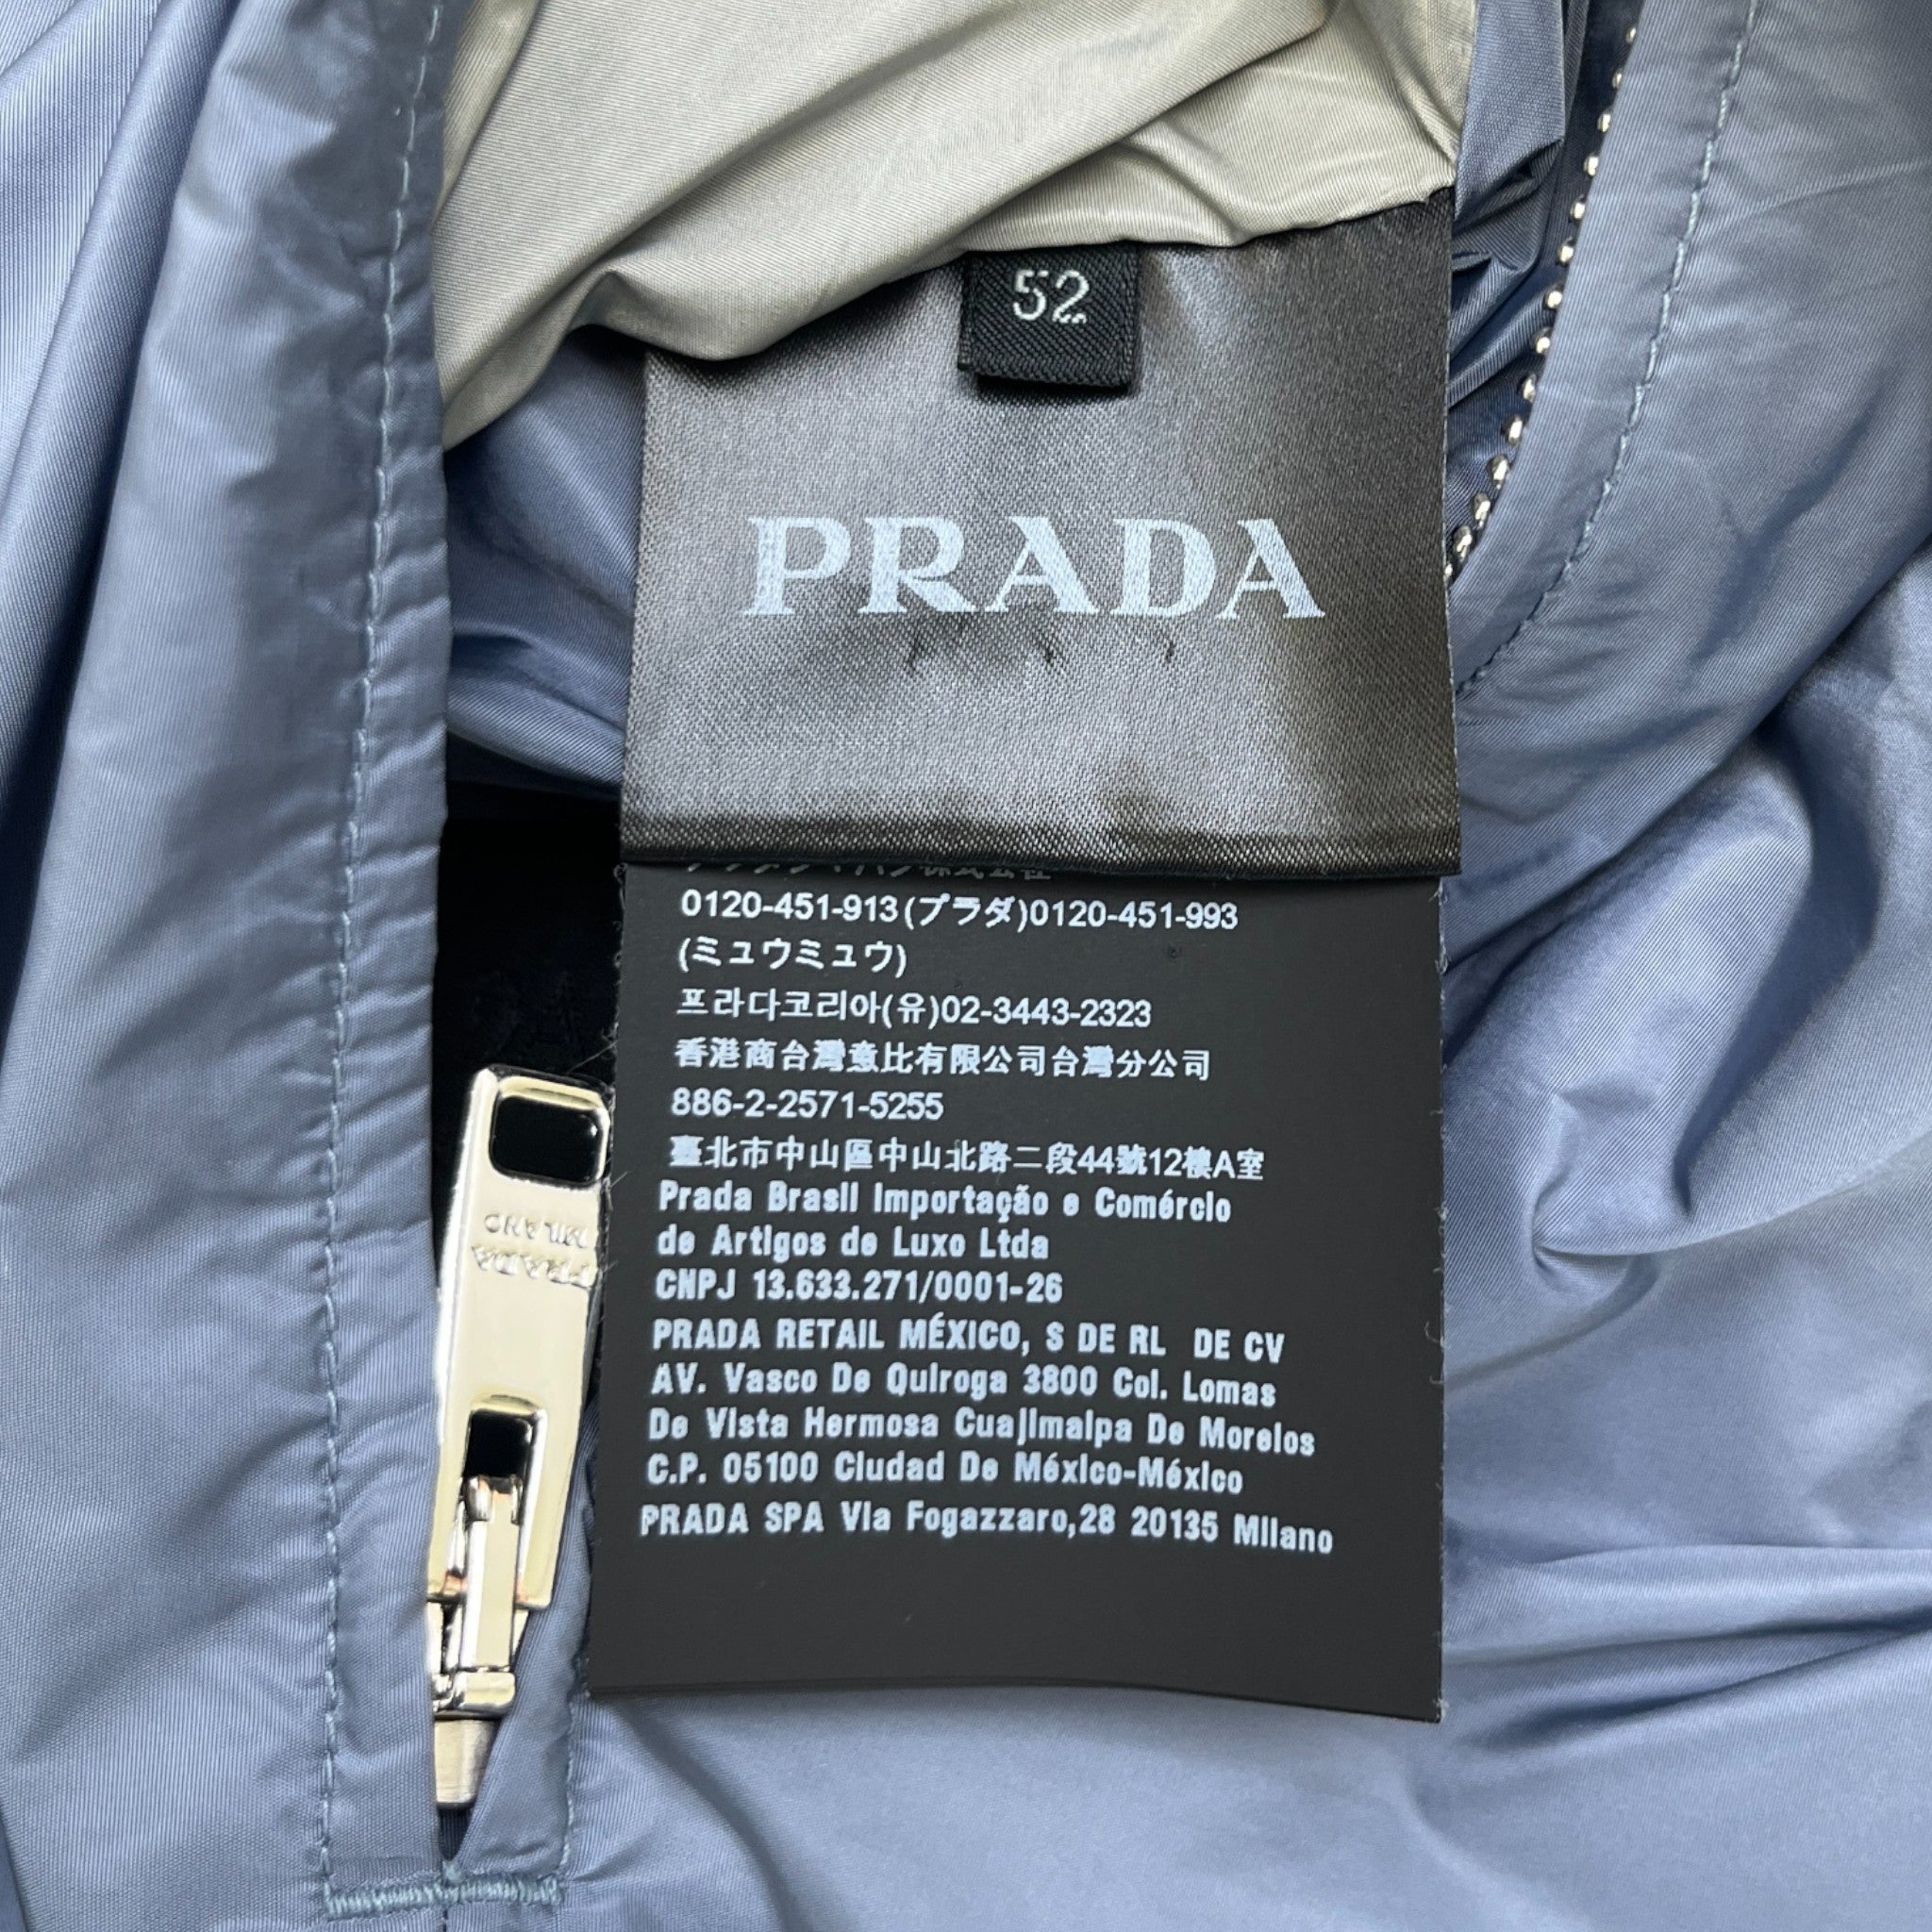 52
PRADA
0120-451-913(プラダ)0120-451-993
(ミュウミュウ)
프라다코리아(유)02-3443-2323
香港商台灣意比有限公司台灣分公司
886-2-2571-5255
臺北市中山區中山北路二段44號12樓A室
Prada Brasil Importação e Comércio
de Artigos de Luxo Ltda
CNPJ 13.633.271/0001-26
PRADA RETAIL MÉXICO, S DE RL DE CV
AV. Vasco De Quiroga 3800 Col. Lomas
De Vista Hermosa Cuajimalpa De Morelos
C.P. 05100 Ciudad De México-México
PRADA SPA Via Fogazzaro,28 20135 Milano
PRADA
MILANO